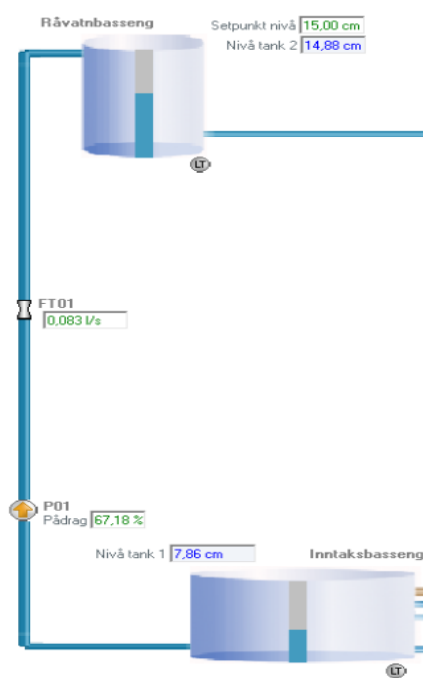 Råvatnbasseng
Setpunkt nivå 15,00 cm
Nivå tank 2 14,88 cm
LT
FT01
0,083 l/s
P01
Pådrag 67,18 %
Nivå tank 1 7,86 cm
Inntaksbasseng
LT